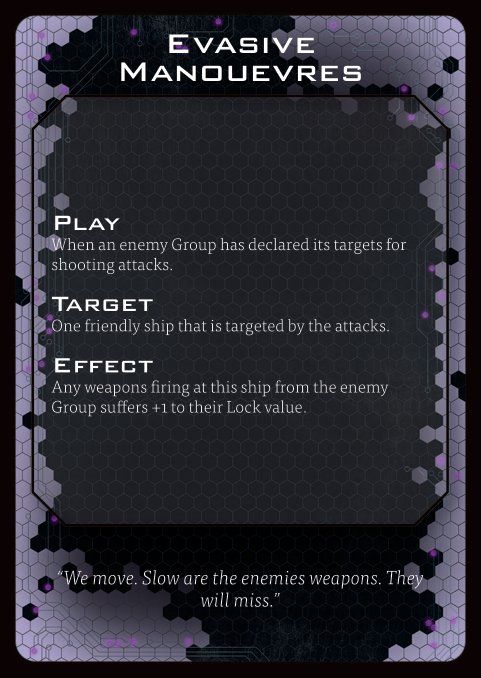 Evasive
Manouevres
Play
When an enemy Group has declared its targets for
shooting attacks.
Target
One friendly ship that is targeted by the attacks.
Effect
Any weapons firing at this ship from the enemy
Group suffers +1 to their Lock value.
“We move. Slow are the enemies weapons. They
will miss.”